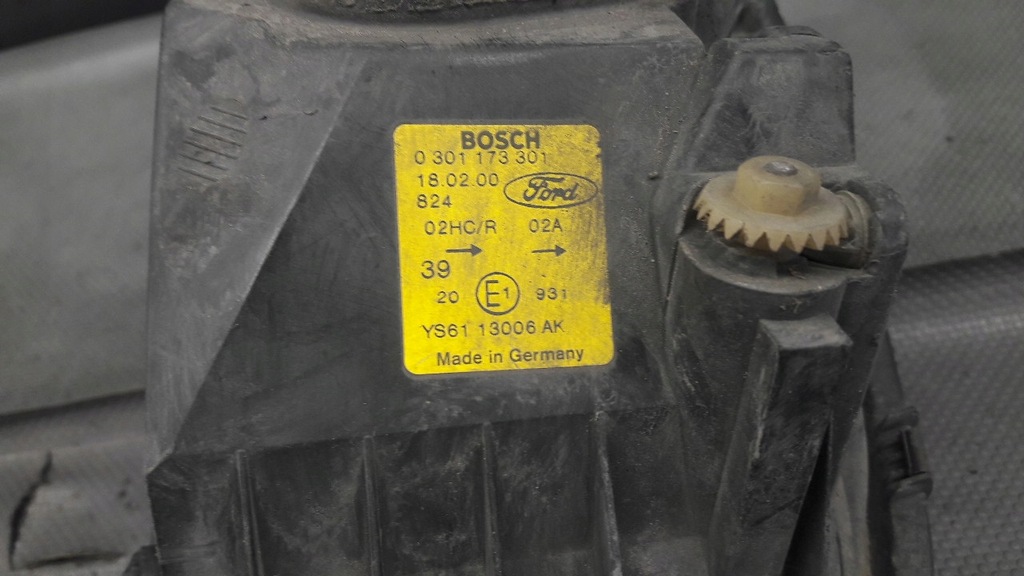 BOSCH
0 301 173 301
18.02.00 Ford
824
02HC/R 02A
→ →
39
20 E1 931
YS61 13006 AK
Made in Germany